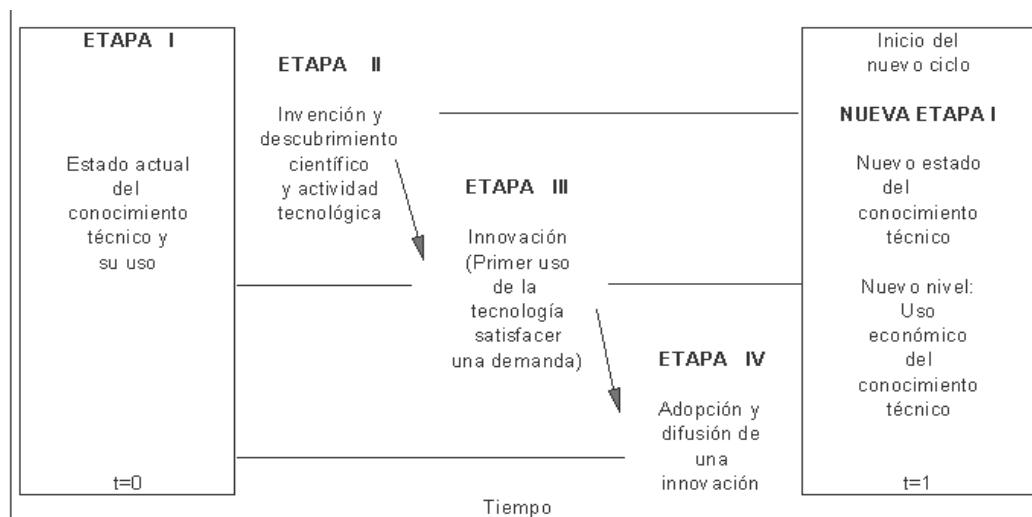 ETAPA I
Estado actual
del
conocimiento
técnico y
su uso
t=0
ETAPA II
Invención y
descubrimiento
científico
y actividad
tecnológica
ETAPA III
Innovación
(Primer uso
de la
tecnología
satisfacer
una demanda)
ETAPA IV
Adopción y
difusión de
una
innovación
Inicio del
nuevo ciclo
NUEVA ETAPA I
Nuevo estado
del
conocimiento
técnico
Nuevo nivel:
Uso
económico
del
conocimiento
técnico
t=1
Tiempo